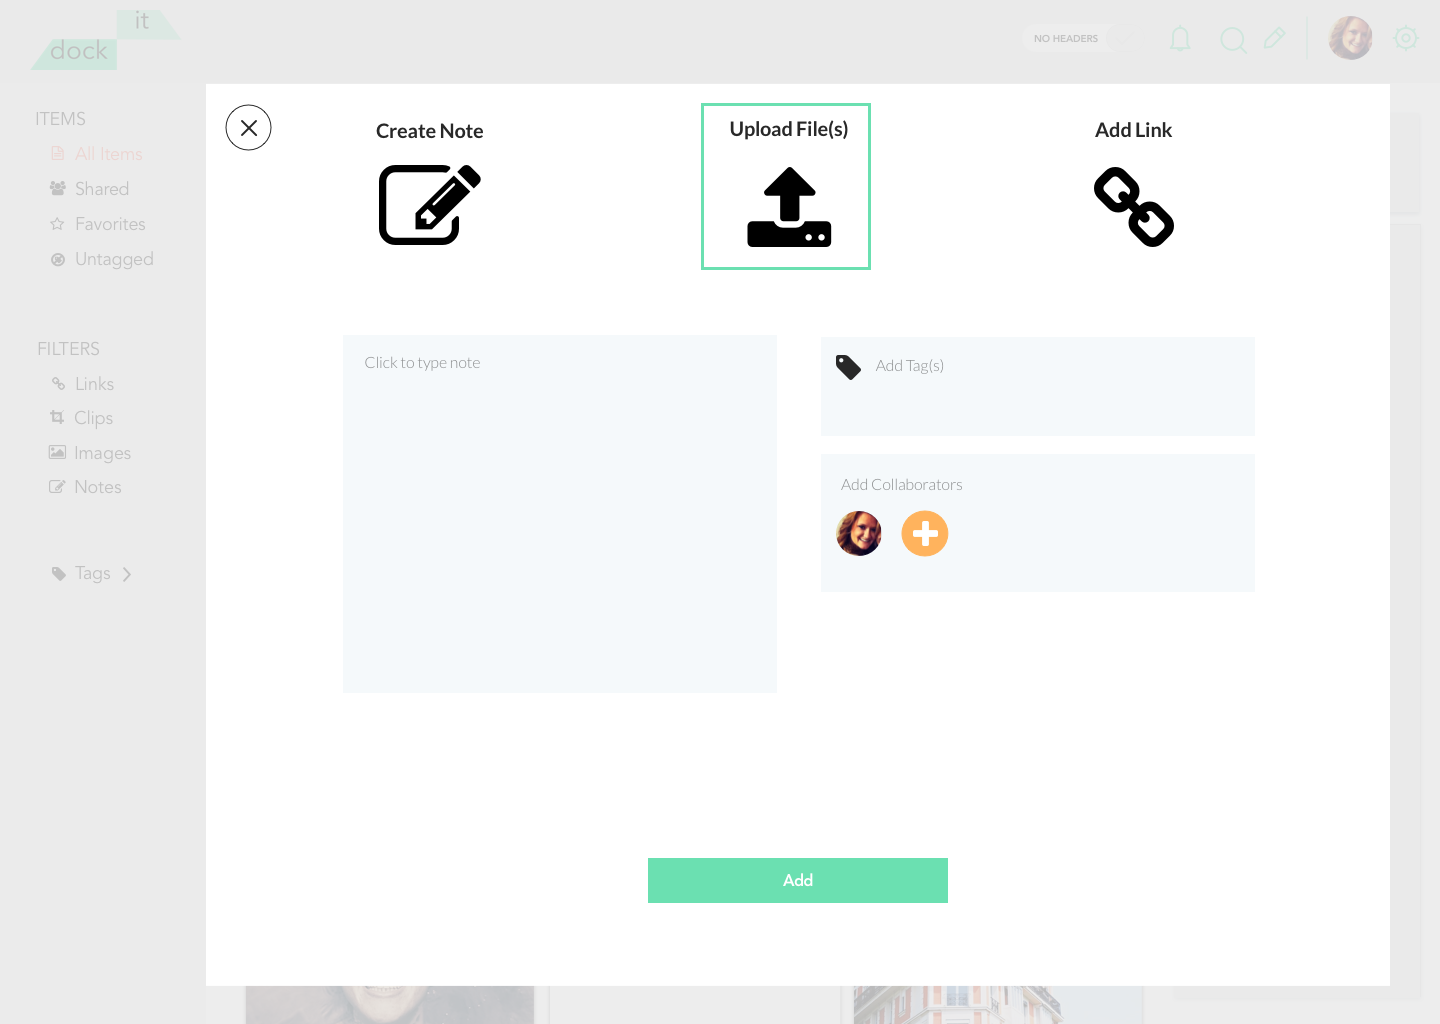 it
dock
NO HEADERS
ITEMS
All Items
Shared
Favorites
Untagged
FILTERS
Links
Clips
Images
Notes
Tags
Create Note
Upload File(s)
Add Link
Click to type note
Add Tag(s)
Add Collaborators
Add